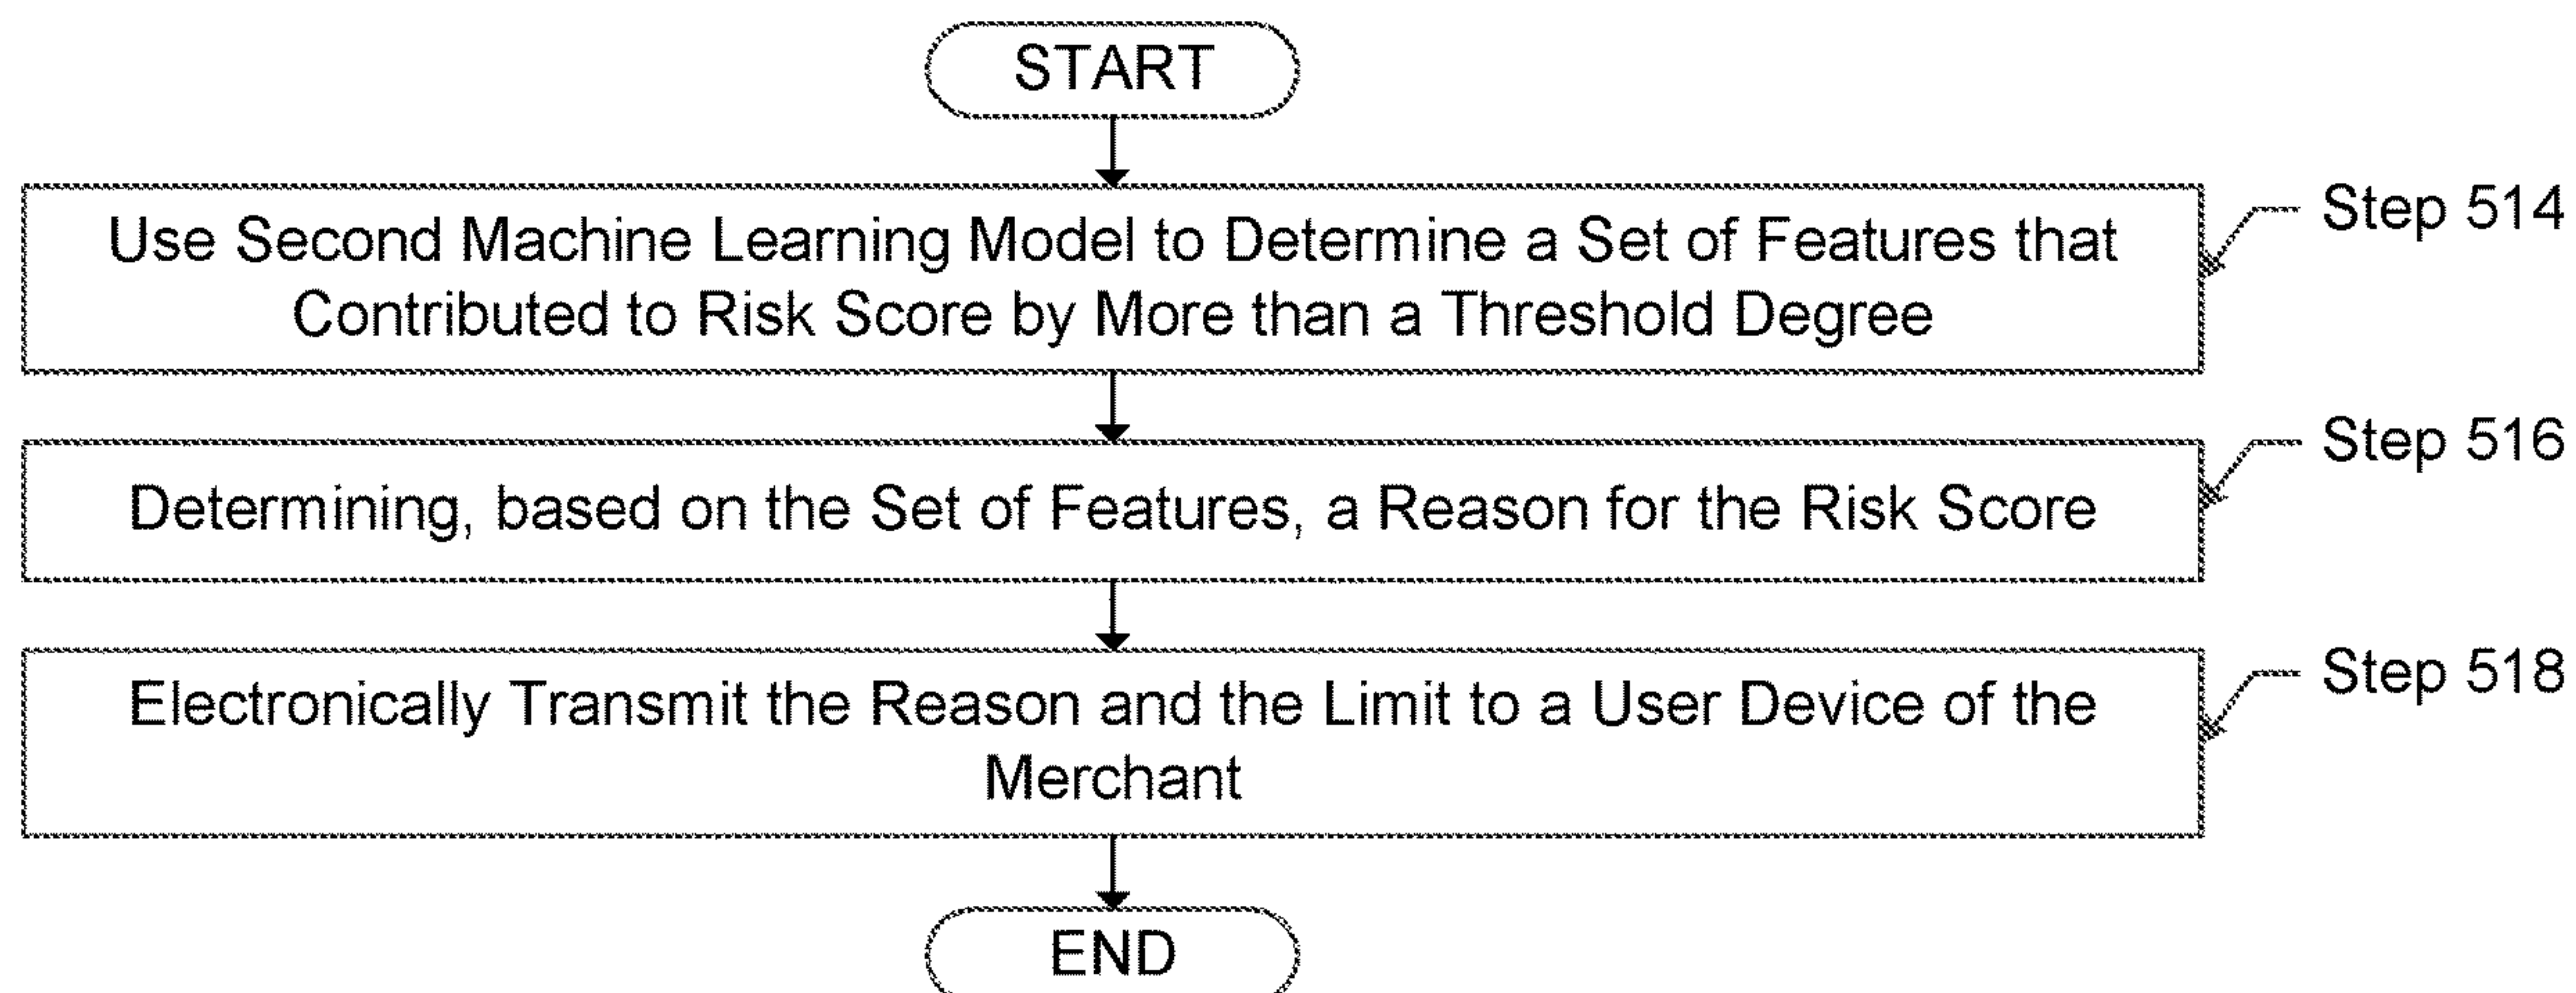 START
Use Second Machine Learning Model to Determine a Set of Features that
Contributed to Risk Score by More than a Threshold Degree
Step 514
Determining, based on the Set of Features, a Reason for the Risk Score
Step 516
Electronically Transmit the Reason and the Limit to a User Device of the
Merchant
Step 518
END